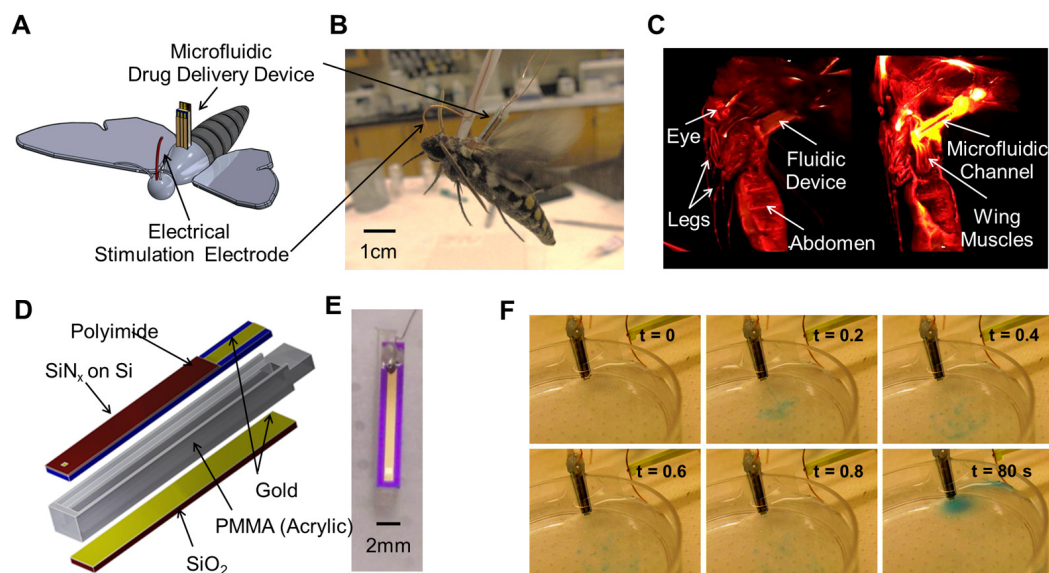 A
Microfluidic
Drug Delivery Device
Electrical
Stimulation Electrode
B
1cm
C
Eye
Legs
Fluidic
Device
Abdomen
Microfluidic
Channel
Wing
Muscles
D
Polyimide
SiNx on Si
Gold
PMMA (Acrylic)
SiO2
E
2mm
F
t = 0
t = 0.2
t = 0.4
t = 0.6
t = 0.8
t = 80 s